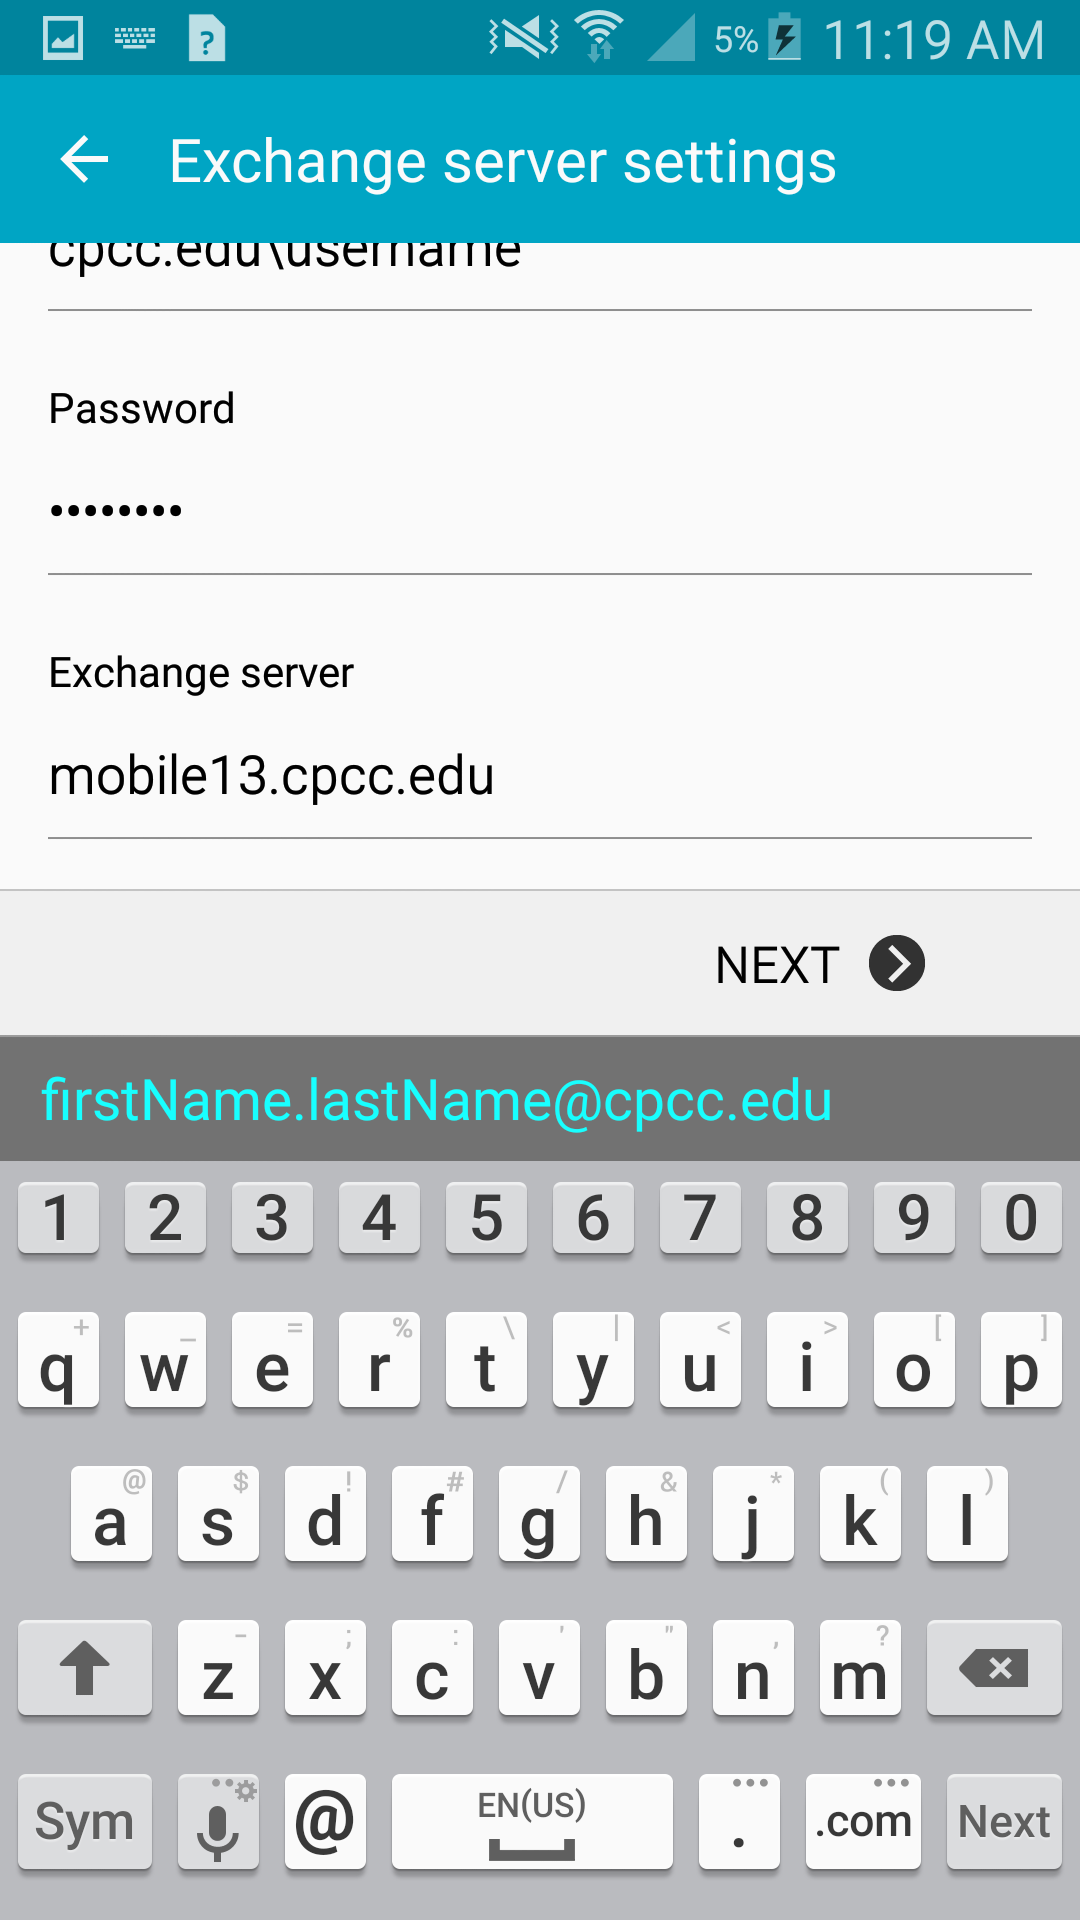 5% 11:19 AM
Exchange server settings
cpcc.edu\username
Password
••••••••
Exchange server
mobile13.cpcc.edu
NEXT
firstName.lastName@cpcc.edu
1 2 3 4 5 6 7 8 9 0
+ _ = % \ | < > [ ]
q w e r t y u i o p
@ $ ! # / & * ( )
a s d f g h j k l
- ; : ' " , ?
z x c v b n m
Sym @ EN(US) . .com Next